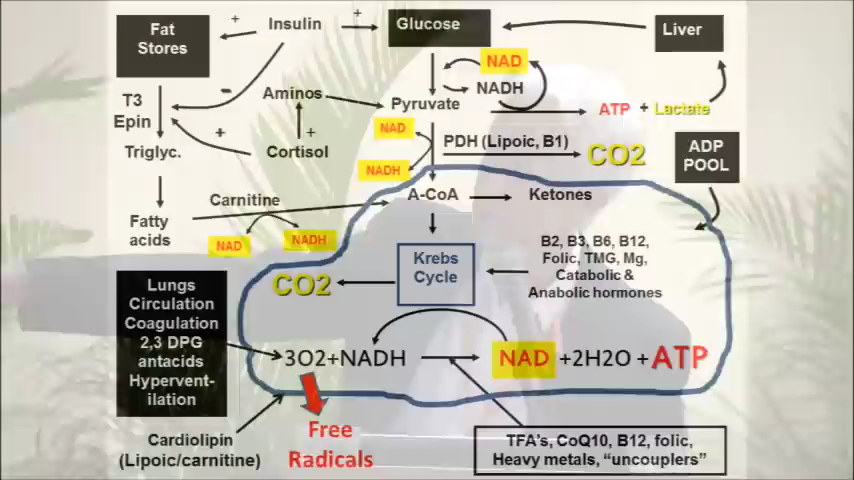 Fat
Stores
+
Insulin
+
Glucose
Liver
NAD
NADH
T3
Epin
-
Aminos
Pyruvate
ATP + Lactate
+
+
NAD
PDH (Lipoic, B1)
CO2
ADP
POOL
Triglyc.
Cortisol
NADH
Carnitine
A-CoA
Ketones
Fatty
acids
NAD
NADH
Krebs
Cycle
B2, B3, B6, B12,
Folic, TMG, Mg,
Catabolic &
Anabolic hormones
CO2
Lungs
Circulation
Coagulation
2,3 DPG
antacids
Hypervent-
ilation
3O2+NADH
NAD +2H2O + ATP
Free
Radicals
Cardiolipin
(Lipoic/carnitine)
TFA's, CoQ10, B12, folic,
Heavy metals, “uncouplers”